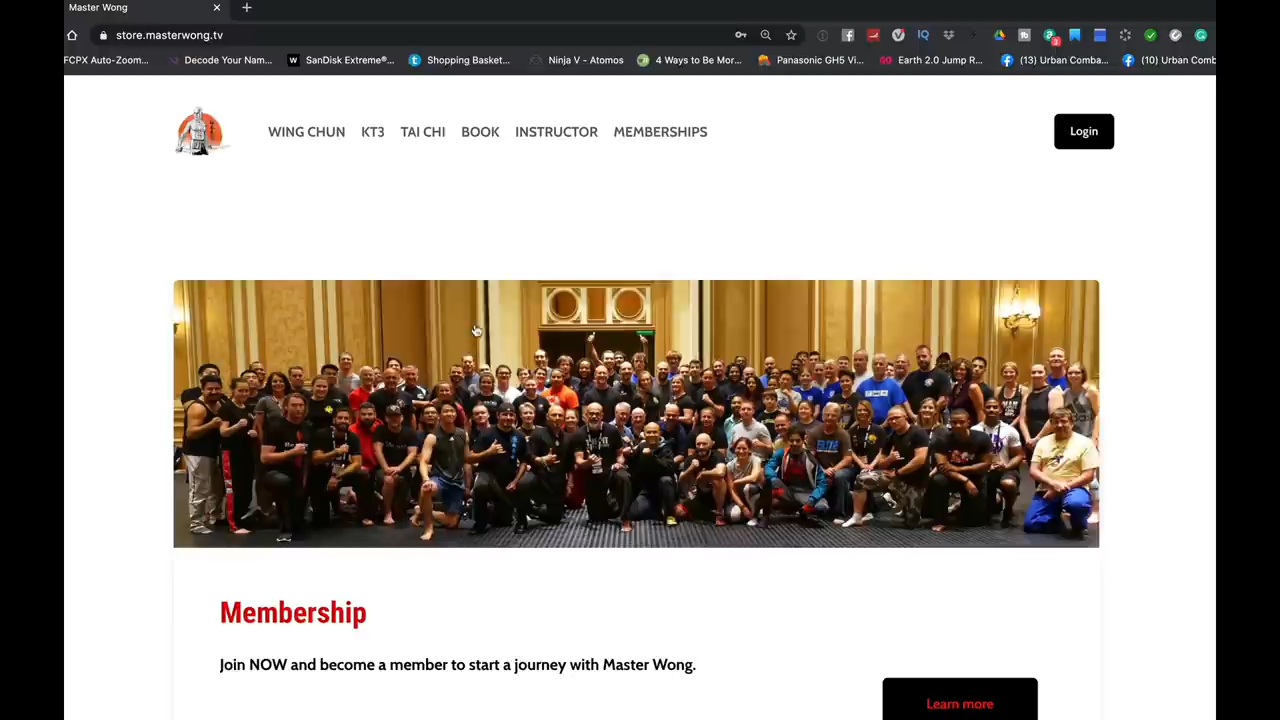 Master Wong
store.masterwong.tv
FCPX Auto-Zoom... Decode Your Nam... SanDisk Extreme®... Shopping Basket... Ninja V - Atomos 4 Ways to Be Mor... Panasonic GH5 Vi... Earth 2.0 Jump R... (13) Urban Comba... (10) Urban Comb
WING CHUN KT3 TAI CHI BOOK INSTRUCTOR MEMBERSHIPS
Login
Membership
Join NOW and become a member to start a journey with Master Wong.
Learn more